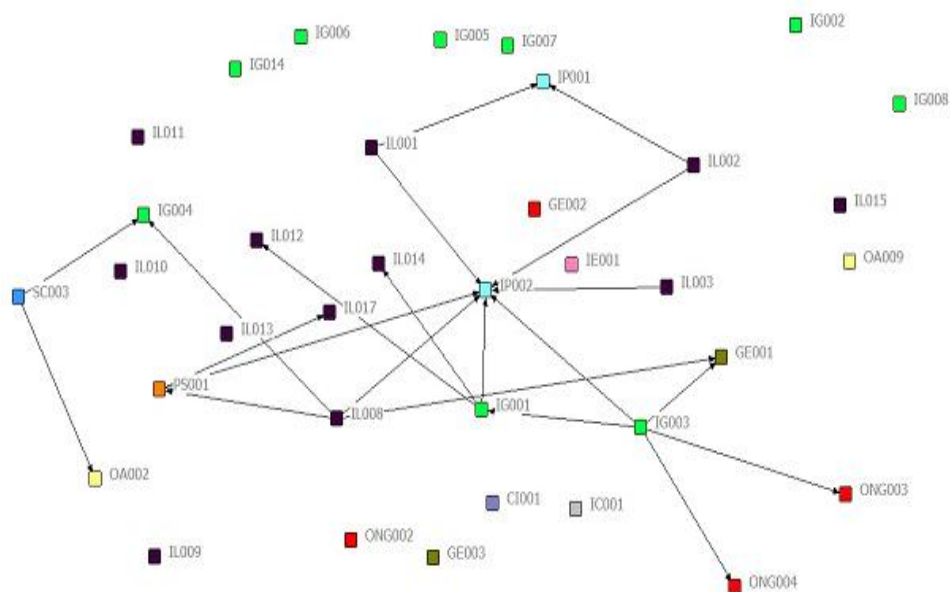 IG002
IG006
IG005
IG007
IG014
IP001
IG008
IL011
IL001
IL002
GE002
IL015
IG004
IL012
IL014
IE001
OA009
IL010
IP002
IL003
SC003
IL017
IL013
GE001
PS001
IL008
IG001
IG003
OA002
ONG003
CI001
IC001
ONG002
IL009
GE003
ONG004